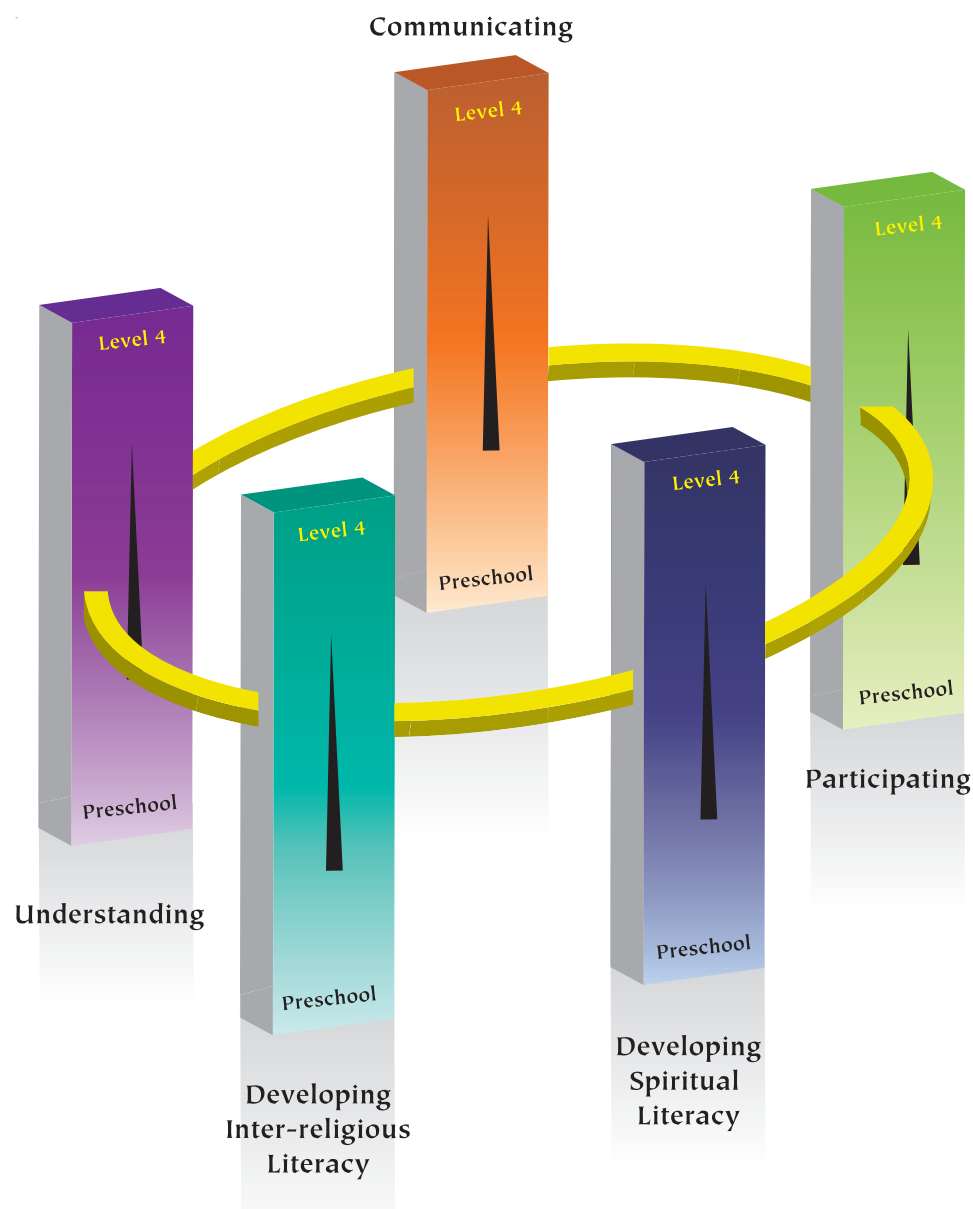 Communicating
Level 4
Preschool
Level 4
Preschool
Participating
Level 4
Preschool
Understanding
Level 4
Preschool
Developing
Inter-religious
Literacy
Level 4
Preschool
Developing
Spiritual
Literacy